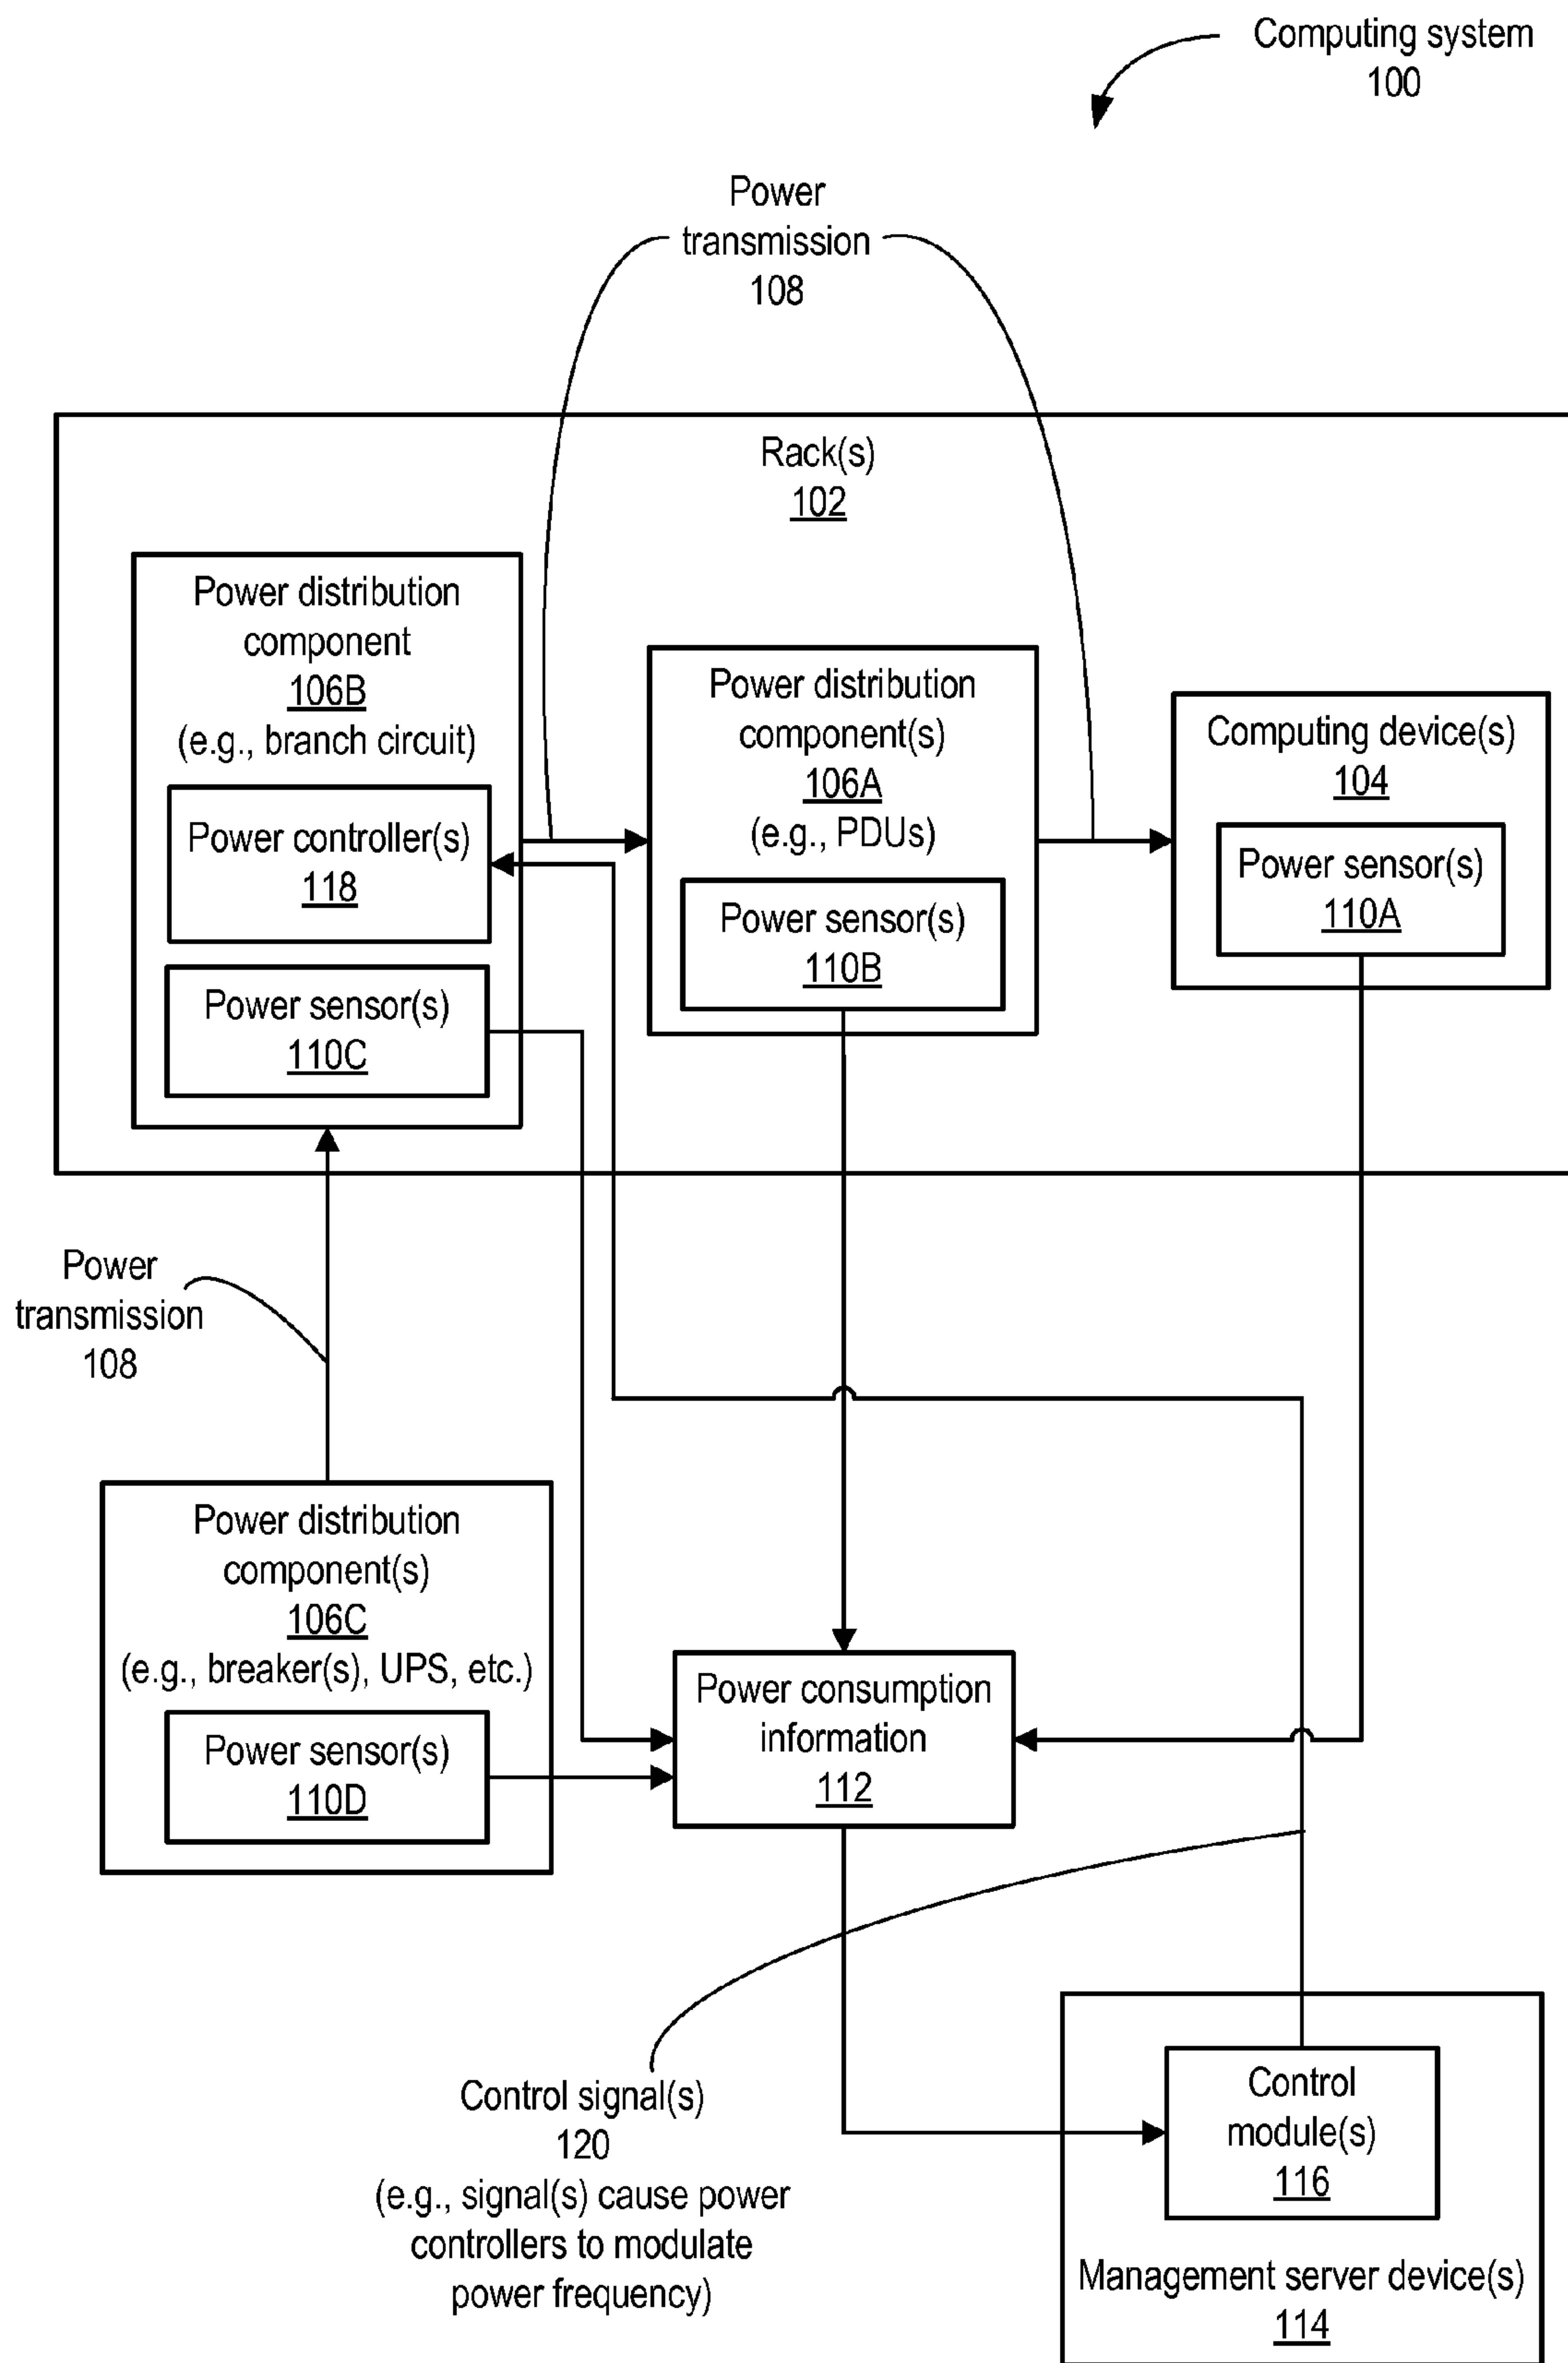 Computing system
100
Power
transmission
108
Rack(s)
102
Power distribution
component
106B
(e.g., branch circuit)
Power controller(s)
118
Power sensor(s)
110C
Power distribution
component(s)
106A
(e.g., PDUs)
Power sensor(s)
110B
Computing device(s)
104
Power sensor(s)
110A
Power
transmission
108
Power distribution
component(s)
106C
(e.g., breaker(s), UPS, etc.)
Power sensor(s)
110D
Power consumption
information
112
Control signal(s)
120
(e.g., signal(s) cause power
controllers to modulate
power frequency)
Control
module(s)
116
Management server device(s)
114